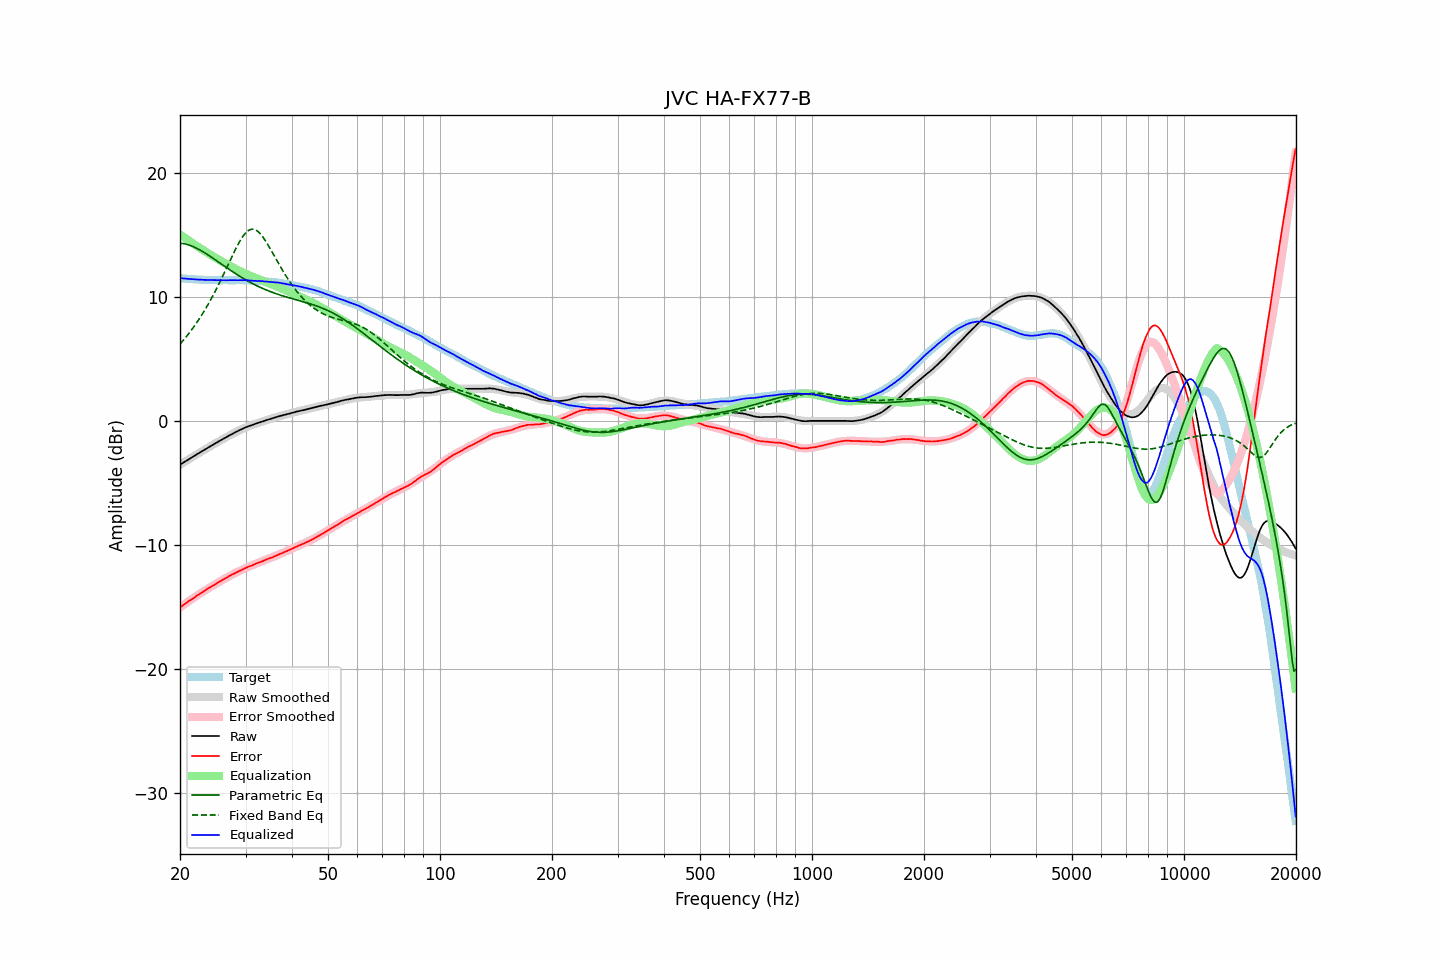 JVC HA-FX77-B
Amplitude (dBr)
20
10
0
−10
−20
−30
Target
Raw Smoothed
Error Smoothed
Raw
Error
Equalization
Parametric Eq
Fixed Band Eq
Equalized
20 50 100 200 500 1000 2000 5000 10000 20000
Frequency (Hz)